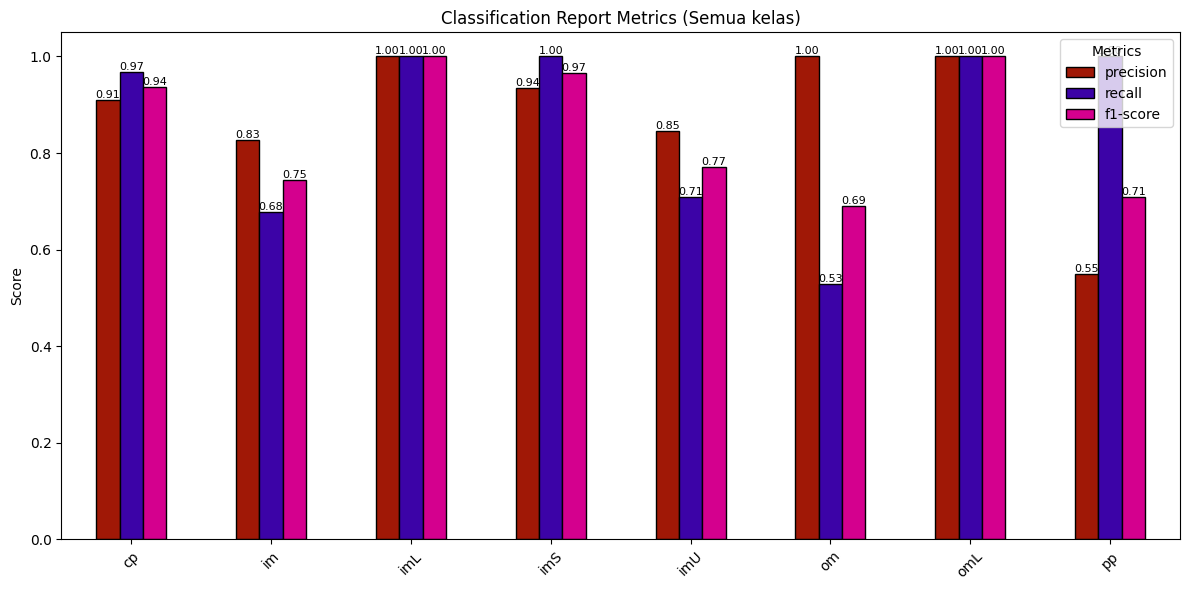 Classification Report Metrics (Semua kelas)
Score
1.0
0.8
0.6
0.4
0.2
0.0
0.91 0.97 0.94
0.83 0.68 0.75
1.00 1.00 1.00
0.94 1.00 0.97
0.85 0.71 0.77
1.00 0.53 0.69
1.00 1.00 1.00
0.55 0.71
Metrics
precision
recall
f1-score
cp im imL imS imU om omL pp